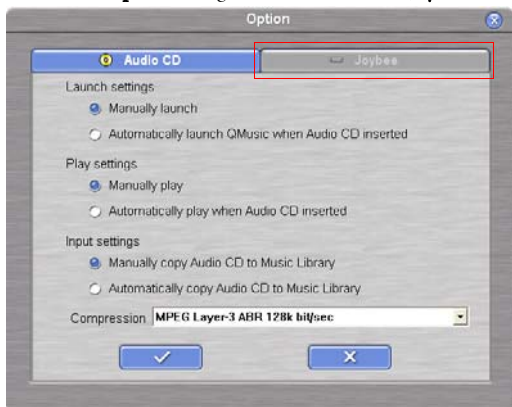 Option
Audio CD
Joybee
Launch settings
Manually launch
Automatically launch QMusic when Audio CD inserted
Play settings
Manually play
Automatically play when Audio CD inserted
Input settings
Manually copy Audio CD to Music Library
Automatically copy Audio CD to Music Library
Compression MPEG Layer-3 ABR 128k bit/sec